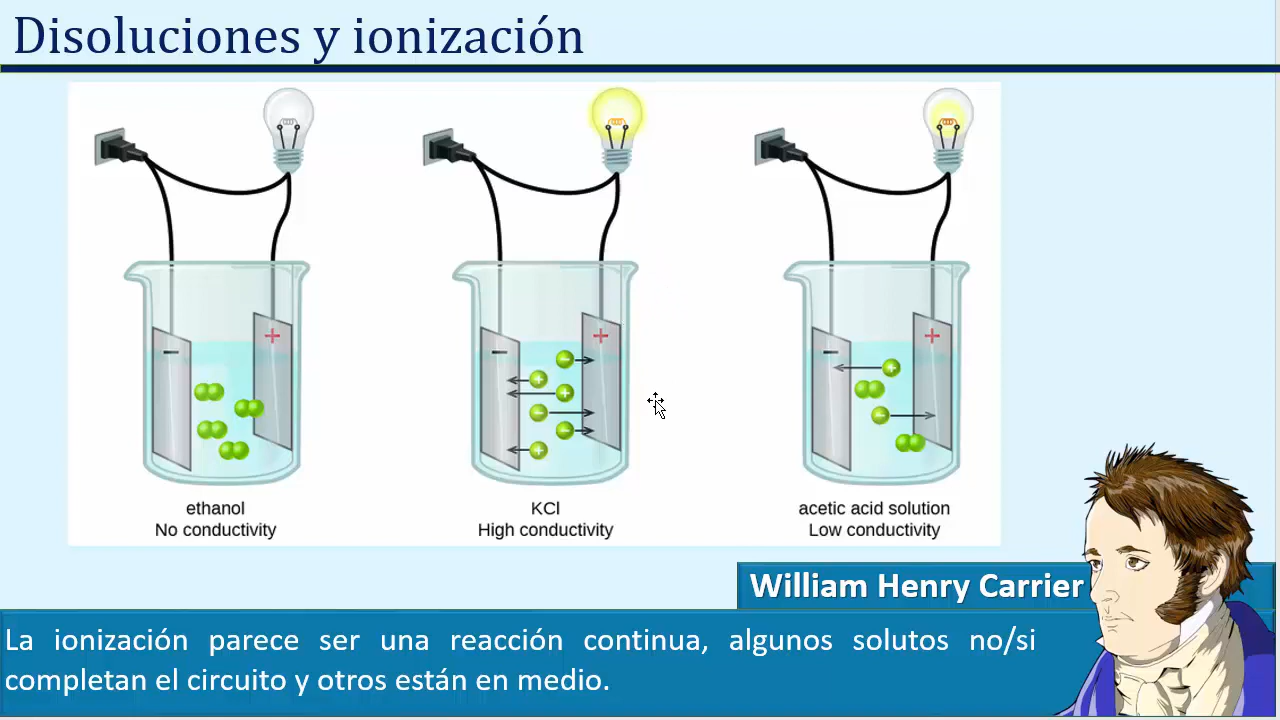 Disoluciones y ionización
ethanol
No conductivity
KCl
High conductivity
acetic acid solution
Low conductivity
William Henry Carrier
La ionización parece ser una reacción continua, algunos solutos no/si
completan el circuito y otros están en medio.